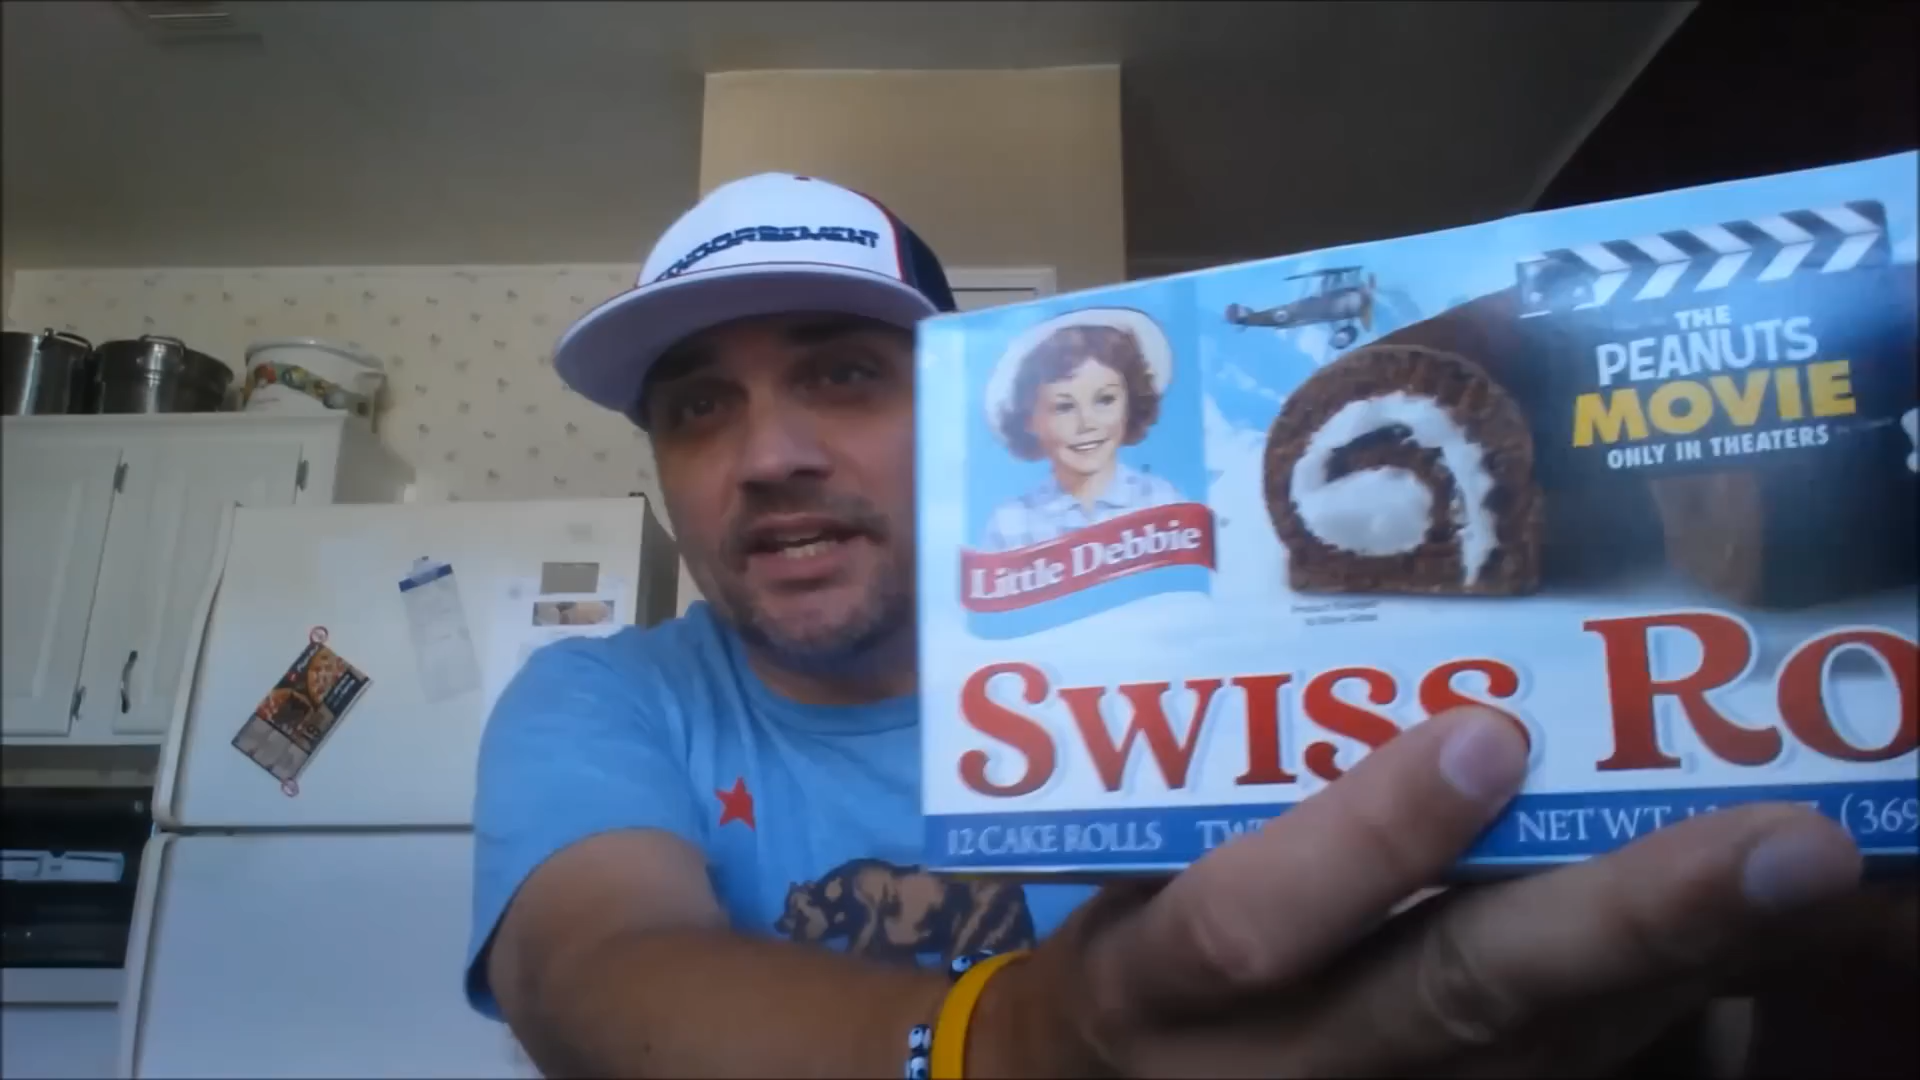 THE
PEANUTS
MOVIE
ONLY IN THEATERS
Little Debbie
SWISS RO
12 CAKE ROLLS
NET WT (369